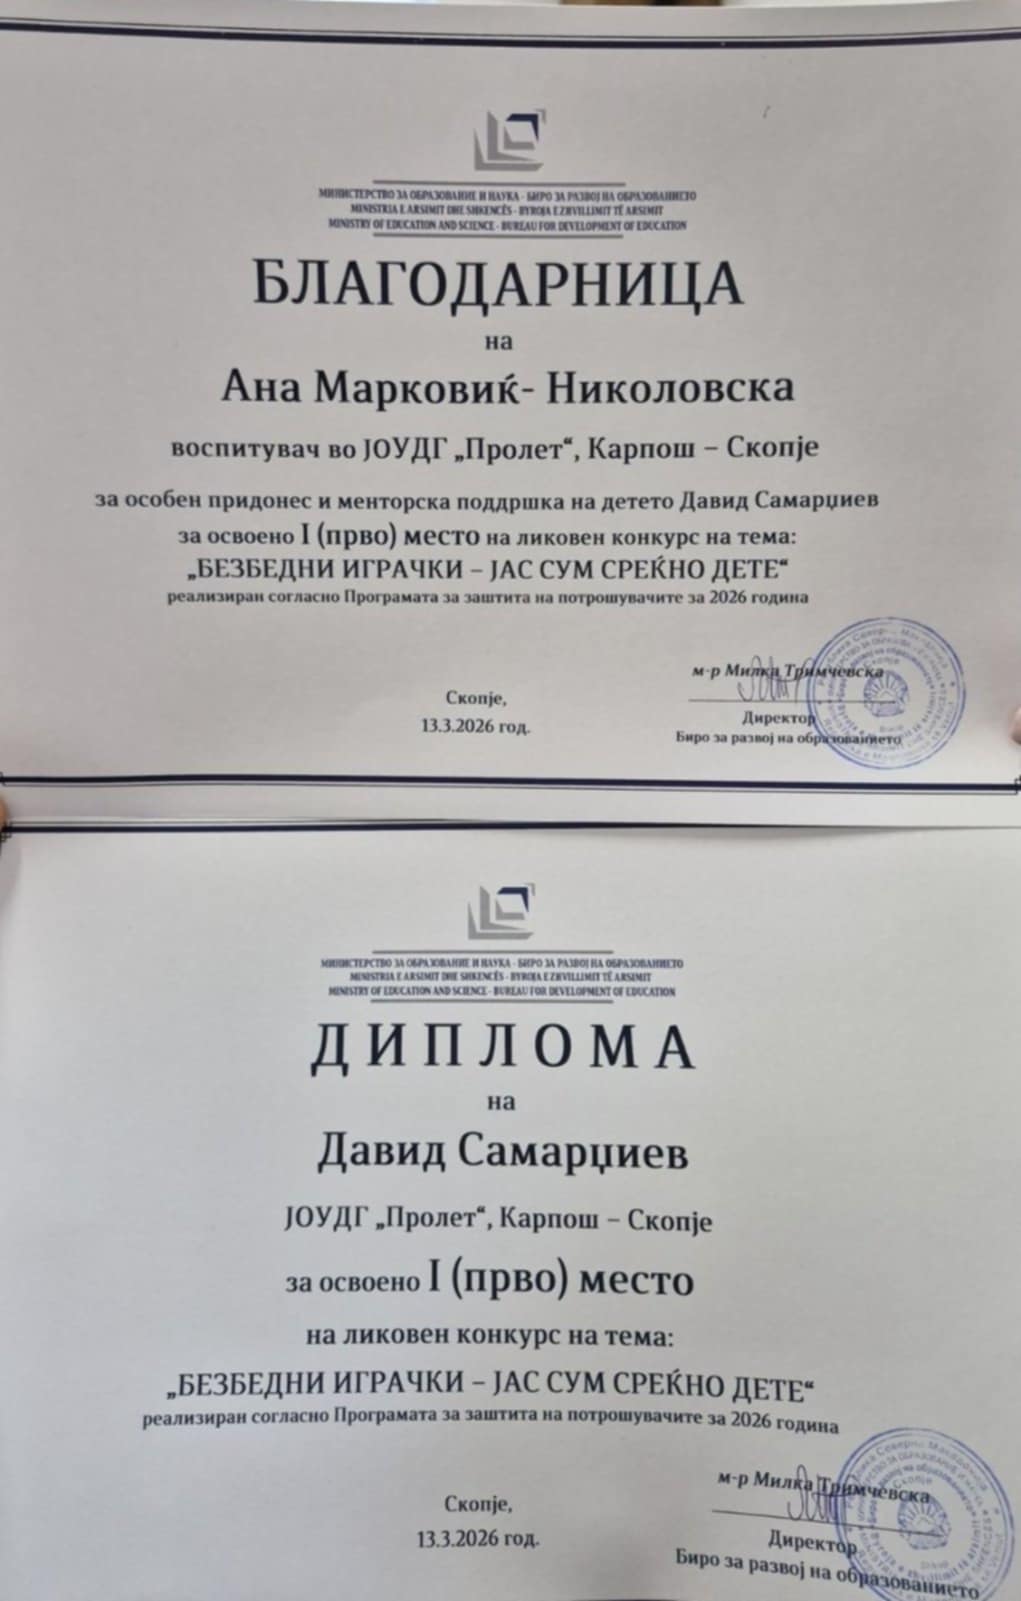 МИНИСТЕРСТВО ЗА ОБРАЗОВАНИЕ И НАУКА - БИРО ЗА РАЗВОЈ НА ОБРАЗОВАНИЕТО
MINISTRIA E ARSIMIT DHE SHKENCËS - BYROJA E ZHVILLIMIT TË ARSIMIT
MINISTRY OF EDUCATION AND SCIENCE - BUREAU FOR DEVELOPMENT OF EDUCATION
БЛАГОДАРНИЦА
на
Ана Марковиќ- Николовска
воспитувач во ЈОУДГ „Пролет“, Карпош – Скопје
за особен придонес и менторска поддршка на детето Давид Самарџиев
за освоено I (прво) место на ликовен конкурс на тема:
„БЕЗБЕДНИ ИГРАЧКИ – ЈАС СУМ СРЕЌНО ДЕТЕ“
реализиран согласно Програмата за заштита на потрошувачите за 2026 година
м-р Милка Тримчевска
Скопје,
13.3.2026 год.
Директор
Биро за развој на образованието
МИНИСТЕРСТВО ЗА ОБРАЗОВАНИЕ И НАУКА - БИРО ЗА РАЗВОЈ НА ОБРАЗОВАНИЕТО
MINISTRIA E ARSIMIT DHE SHKENCËS - BYROJA E ZHVILLIMIT TË ARSIMIT
MINISTRY OF EDUCATION AND SCIENCE - BUREAU FOR DEVELOPMENT OF EDUCATION
ДИПЛОМА
на
Давид Самарџиев
ЈОУДГ „Пролет“, Карпош – Скопје
за освоено I (прво) место
на ликовен конкурс на тема:
„БЕЗБЕДНИ ИГРАЧКИ – ЈАС СУМ СРЕЌНО ДЕТЕ“
реализиран согласно Програмата за заштита на потрошувачите за 2026 година
м-р Милка Тримчевска
Скопје,
13.3.2026 год.
Директор
Биро за развој на образованието